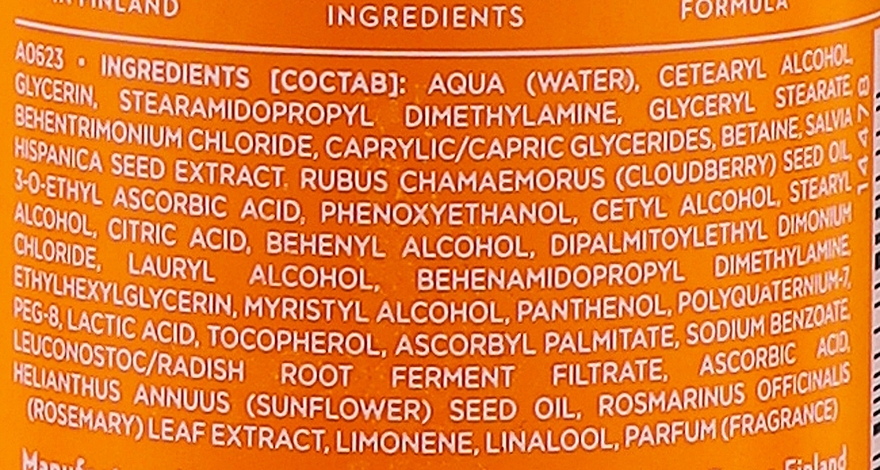 IN FINLAND INGREDIENTS FORMULA
A0623 • INGREDIENTS [СОСТАВ]: AQUA (WATER), CETEARYL ALCOHOL,
GLYCERIN, STEARAMIDOPROPYL DIMETHYLAMINE, GLYCERYL STEARATE,
BEHENTRIMONIUM CHLORIDE, CAPRYLIC/CAPRIC GLYCERIDES, BETAINE, SALVIA
HISPANICA SEED EXTRACT, RUBUS CHAMAEMORUS (CLOUDBERRY) SEED OIL,
3-O-ETHYL ASCORBIC ACID, PHENOXYETHANOL, CETYL ALCOHOL, STEARYL
ALCOHOL, CITRIC ACID, BEHENYL ALCOHOL, DIPALMITOYLETHYL DIMONIUM
CHLORIDE, LAURYL ALCOHOL, BEHENAMIDOPROPYL DIMETHYLAMINE,
ETHYLHEXYLGLYCERIN, MYRISTYL ALCOHOL, PANTHENOL, POLYQUATERNIUM-7,
PEG-8, LACTIC ACID, TOCOPHEROL, ASCORBYL PALMITATE, SODIUM BENZOATE,
LEUCONOSTOC/RADISH ROOT FERMENT FILTRATE, ASCORBIC ACID,
HELIANTHUS ANNUUS (SUNFLOWER) SEED OIL, ROSMARINUS OFFICINALIS
(ROSEMARY) LEAF EXTRACT, LIMONENE, LINALOOL, PARFUM (FRAGRANCE)
14478
Finland